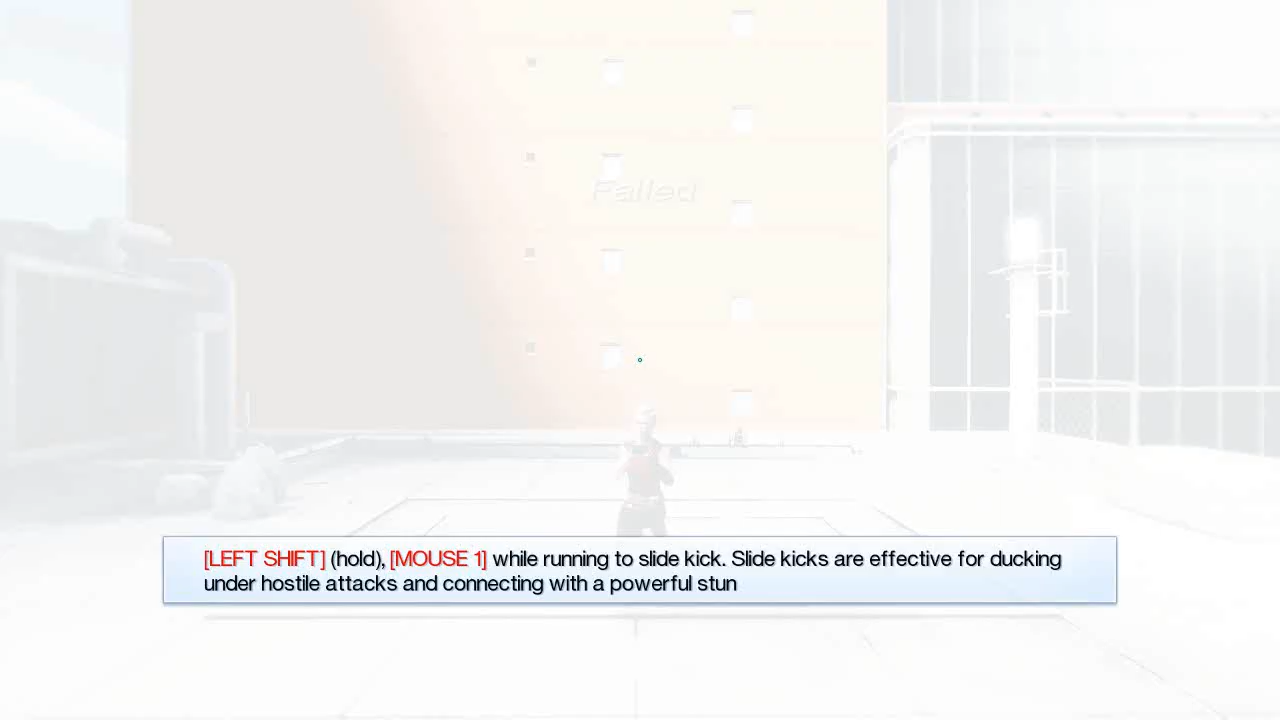 Failed
[LEFT SHIFT] (hold), [MOUSE 1] while running to slide kick. Slide kicks are effective for ducking
under hostile attacks and connecting with a powerful stun